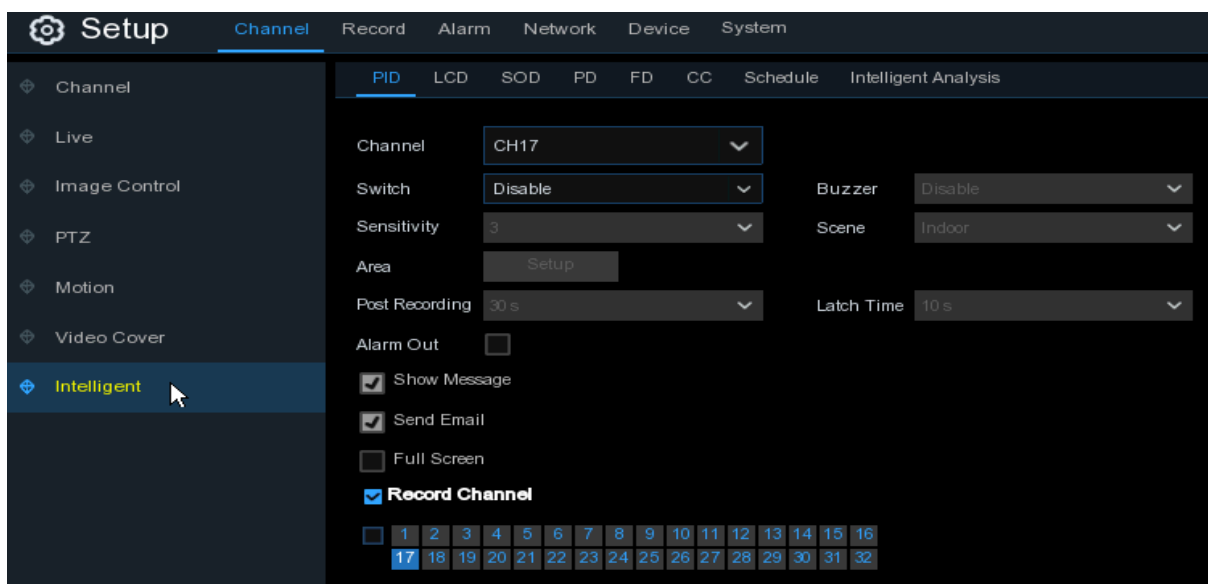 Setup Channel Record Alarm Network Device System
Channel
Live
Image Control
PTZ
Motion
Video Cover
Intelligent
PID LCD SOD PD FD CC Schedule Intelligent Analysis
Channel CH17
Switch Disable Buzzer Disable
Sensitivity 3 Scene Indoor
Area Setup
Post Recording 30 s Latch Time 10 s
Alarm Out
Show Message
Send Email
Full Screen
Record Channel
1 2 3 4 5 6 7 8 9 10 11 12 13 14 15 16
17 18 19 20 21 22 23 24 25 26 27 28 29 30 31 32